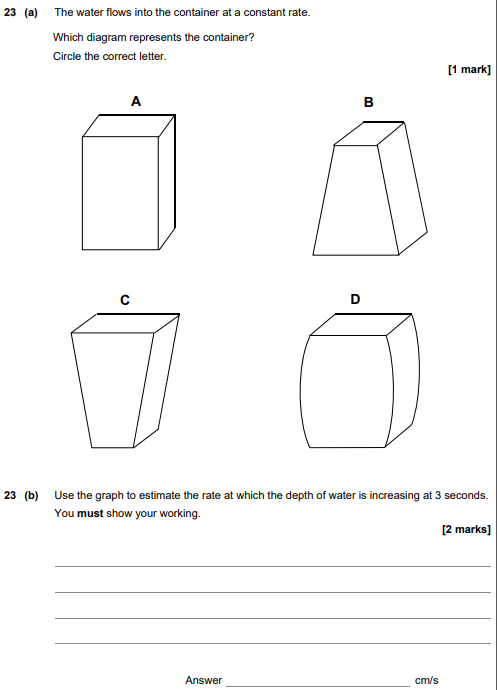 23 (a) The water flows into the container at a constant rate.
Which diagram represents the container?
Circle the correct letter.
[1 mark]
A B
C D
23 (b) Use the graph to estimate the rate at which the depth of water is increasing at 3 seconds.
You must show your working.
[2 marks]
Answer cm/s